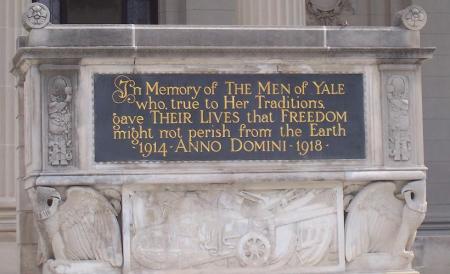 In Memory of THE MEN OF YALE
who, true to Her Traditions,
gave THEIR LIVES that FREEDOM
might not perish from the Earth
·1914· ANNO DOMINI ·1918·